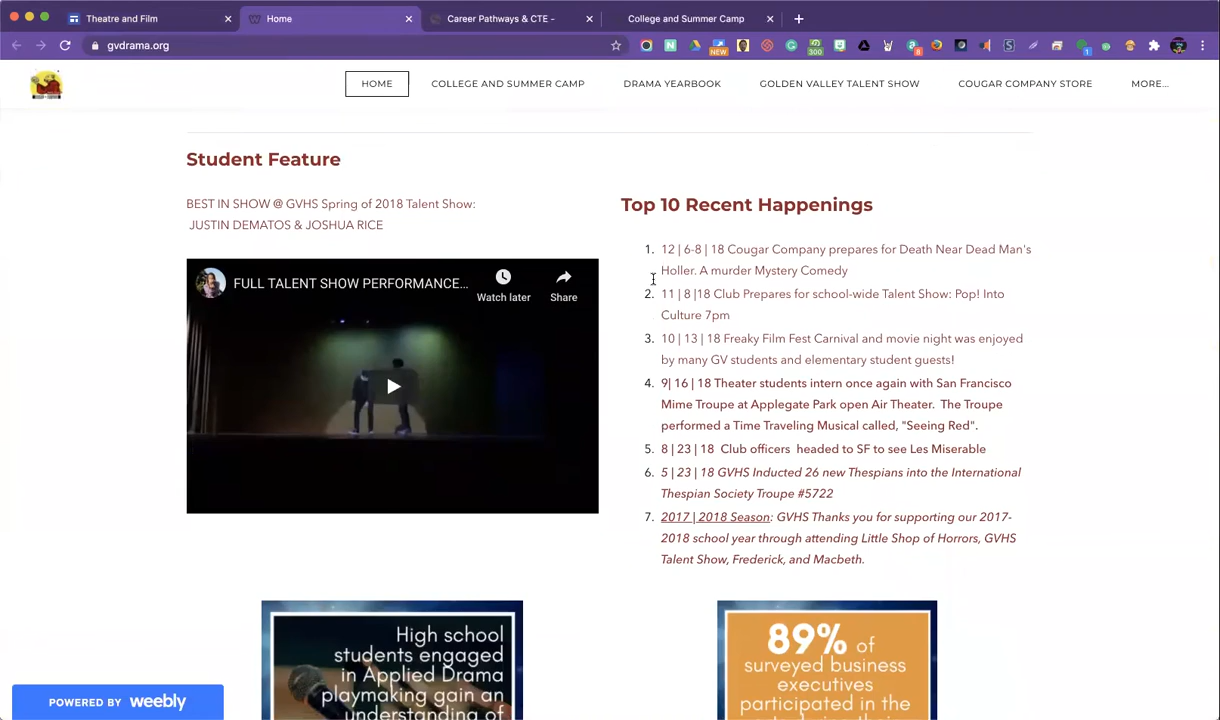 Theatre and Film
Home
Career Pathways & CTE -
College and Summer Camp
gvdrama.org
NEW
300
8
1
HOME
COLLEGE AND SUMMER CAMP
DRAMA YEARBOOK
GOLDEN VALLEY TALENT SHOW
COUGAR COMPANY STORE
MORE...
Student Feature
BEST IN SHOW @ GVHS Spring of 2018 Talent Show:
JUSTIN DEMATOS & JOSHUA RICE
FULL TALENT SHOW PERFORMANCE...
Watch later
Share
Top 10 Recent Happenings
1. 12 | 6-8 | 18 Cougar Company prepares for Death Near Dead Man's
Holler. A murder Mystery Comedy
2. 11 | 8 |18 Club Prepares for school-wide Talent Show: Pop! Into
Culture 7pm
3. 10 | 13 | 18 Freaky Film Fest Carnival and movie night was enjoyed
by many GV students and elementary student guests!
4. 9| 16 | 18 Theater students intern once again with San Francisco
Mime Troupe at Applegate Park open Air Theater. The Troupe
performed a Time Traveling Musical called, "Seeing Red".
5. 8 | 23 | 18 Club officers headed to SF to see Les Miserable
6. 5 | 23 | 18 GVHS Inducted 26 new Thespians into the International
Thespian Society Troupe #5722
7. 2017 | 2018 Season: GVHS Thanks you for supporting our 2017-
2018 school year through attending Little Shop of Horrors, GVHS
Talent Show, Frederick, and Macbeth.
High school
students engaged
in Applied Drama
playmaking gain an
understanding of
89% of
surveyed business
executives
participated in the
POWERED BY weebly